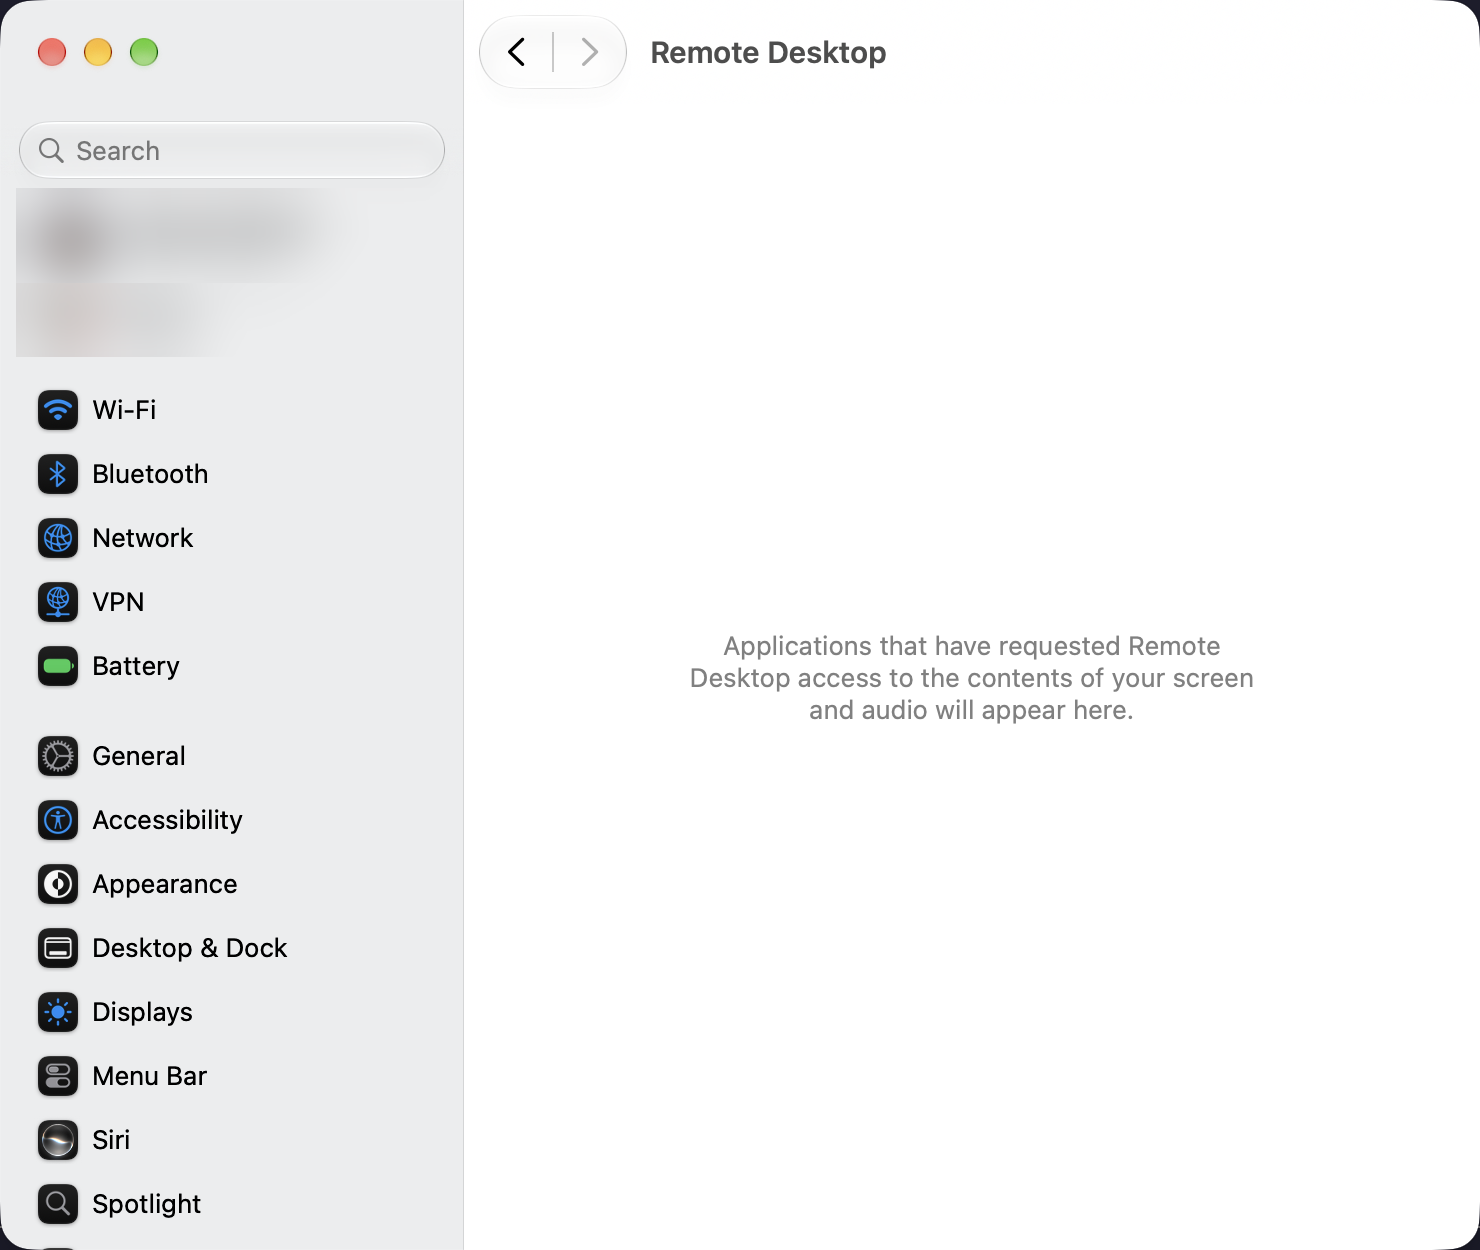 Remote Desktop
Search
Wi-Fi
Bluetooth
Network
VPN
Battery
General
Accessibility
Appearance
Desktop & Dock
Displays
Menu Bar
Siri
Spotlight
Applications that have requested Remote
Desktop access to the contents of your screen
and audio will appear here.